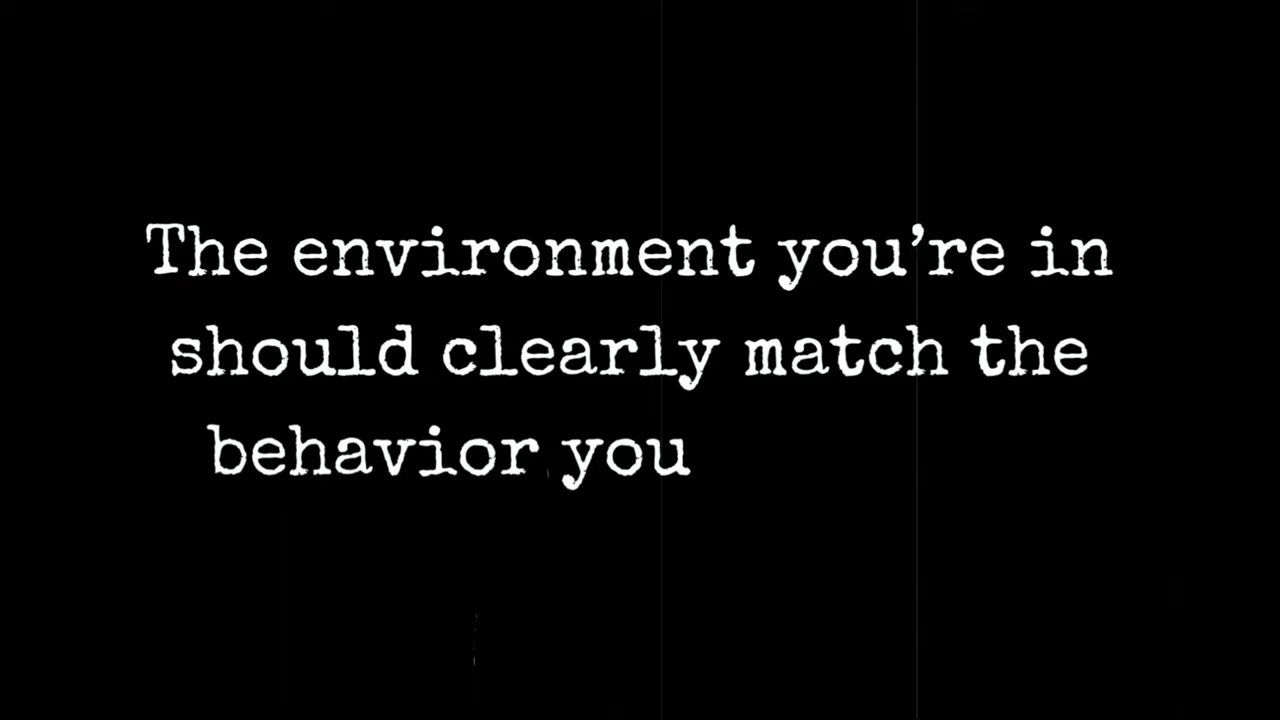 The environment you’re in
should clearly match the
behavior you